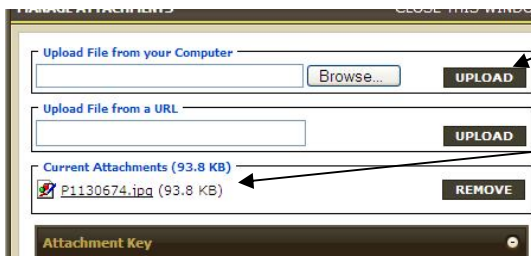 MANAGE ATTACHMENTS CLOSE THIS WINDOW
Upload File from your Computer
Browse... UPLOAD
Upload File from a URL
UPLOAD
Current Attachments (93.8 KB)
P1130674.jpg (93.8 KB) REMOVE
Attachment Key